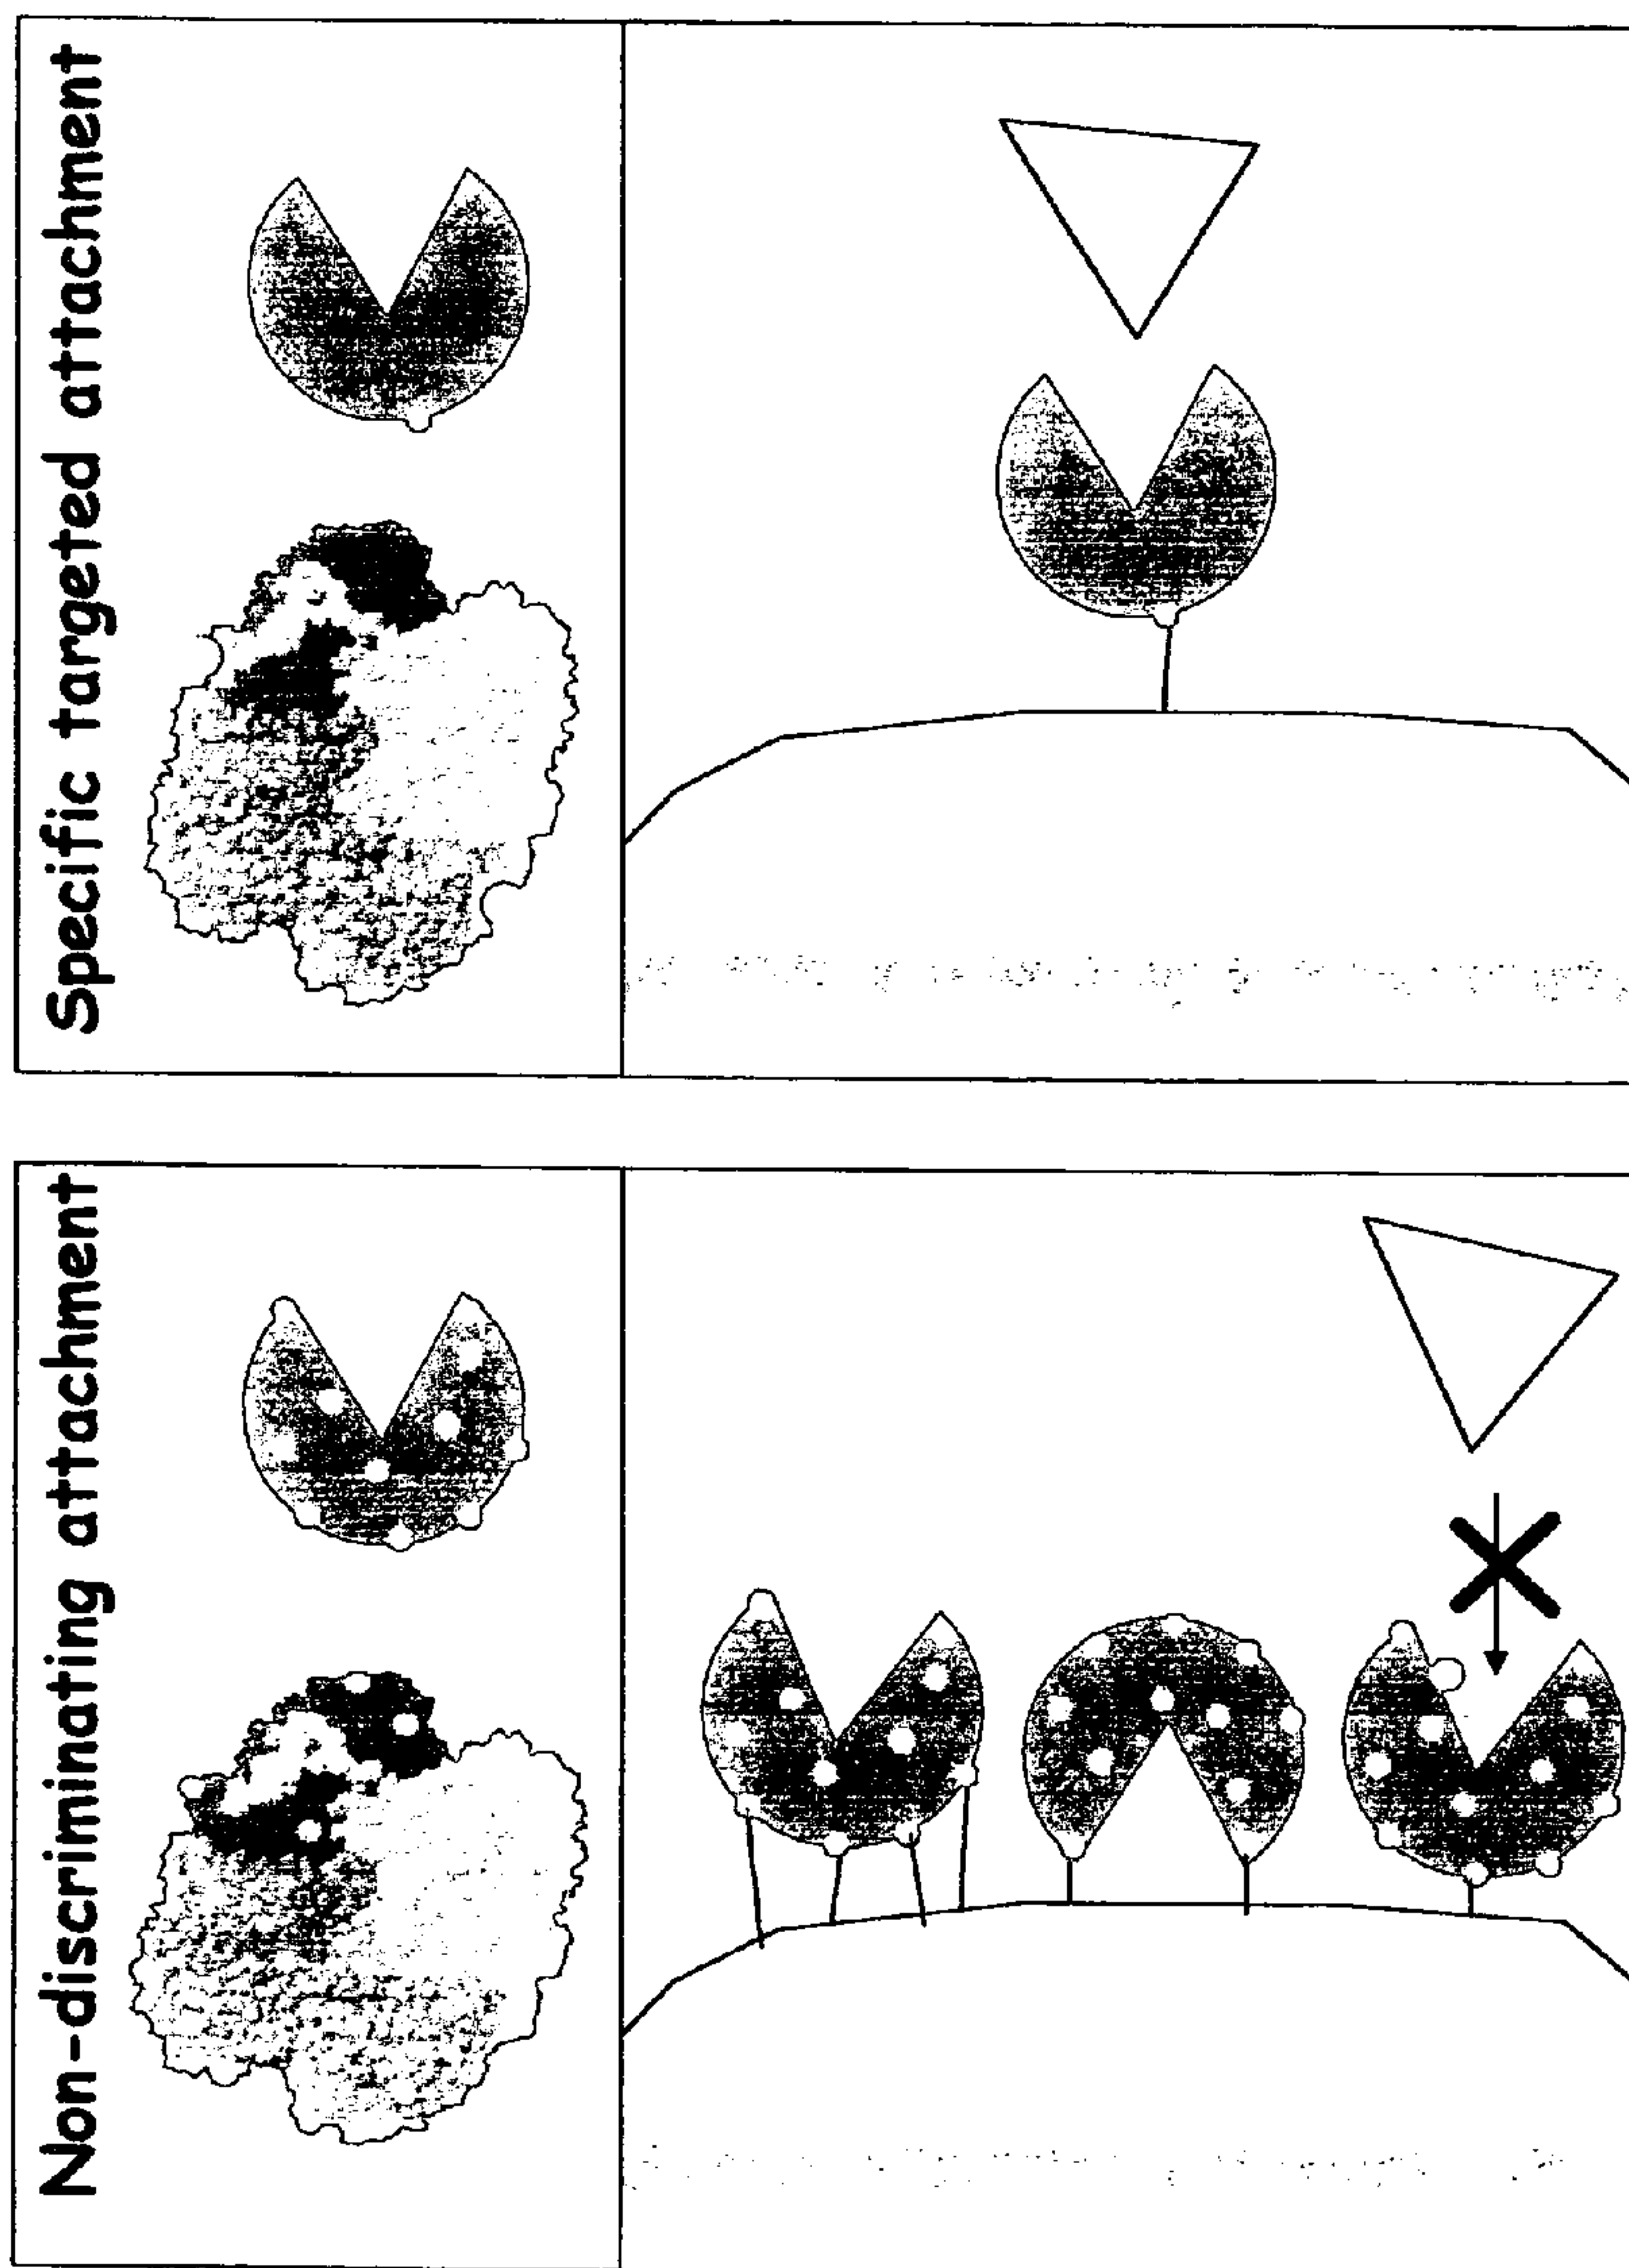 Specific targeted attachment
Non-discriminating attachment